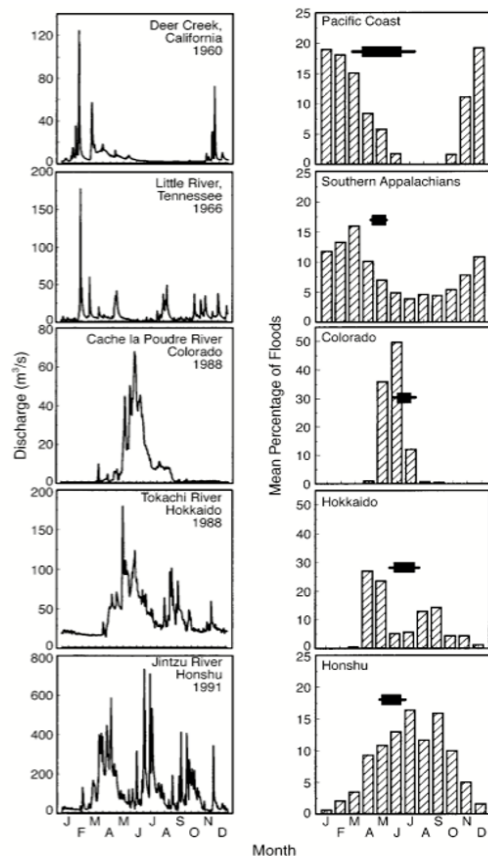 Deer Creek,
California
1960
120
80
40
0
Little River,
Tennessee
1966
200
150
100
50
0
Cache la Poudre River
Colorado
1988
80
60
40
20
0
Tokachi River
Hokkaido
1988
200
150
100
50
0
Jintzu River
Honshu
1991
800
600
400
200
0
J F M A M J J A S O N D
Discharge (m³/s)
Pacific Coast
25
20
15
10
5
0
Southern Appalachians
25
20
15
10
5
0
Colorado
50
40
30
20
10
0
Hokkaido
50
40
30
20
10
0
Honshu
25
20
15
10
5
0
J F M A M J J A S O N D
Mean Percentage of Floods
Month